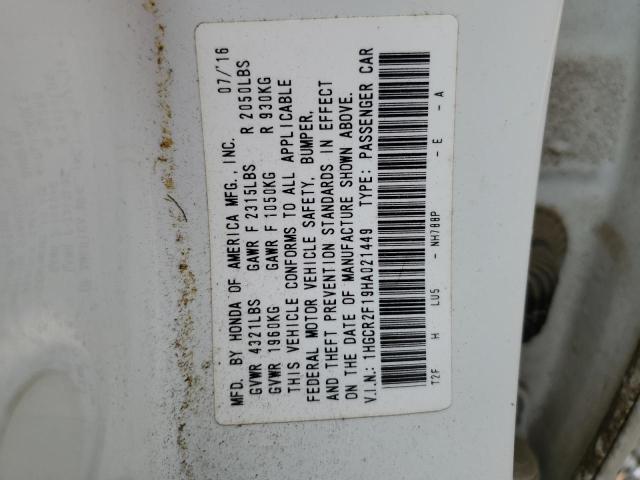 MFD. BY HONDA OF AMERICA MFG., INC. 07/'16
GVWR 4321LBS GAWR F 2315LBS R 2050LBS
GVWR 1960KG GAWR F 1050KG R 930KG
THIS VEHICLE CONFORMS TO ALL APPLICABLE
FEDERAL MOTOR VEHICLE SAFETY, BUMPER,
AND THEFT PREVENTION STANDARDS IN EFFECT
ON THE DATE OF MANUFACTURE SHOWN ABOVE.
V.I.N.: 1HGCR2F19HA021449 TYPE: PASSENGER CAR
T2F H LU5 - NH788P - E - A